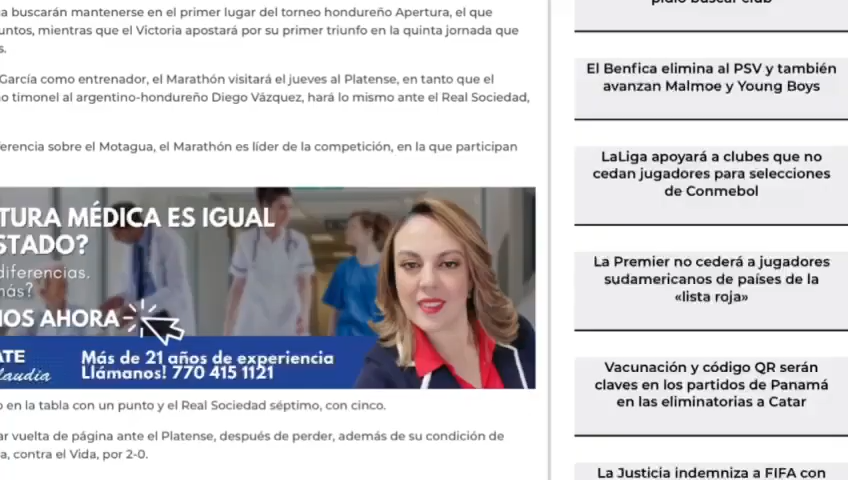 a buscarán mantenerse en el primer lugar del torneo hondureño Apertura, el que
untos, mientras que el Victoria apostará por su primer triunfo en la quinta jornada que
s.
García como entrenador, el Marathón visitará el jueves al Platense, en tanto que el
o timonel al argentino-hondureño Diego Vázquez, hará lo mismo ante el Real Sociedad,
ferencia sobre el Motagua, el Marathón es líder de la competición, en la que participan
TURA MÉDICA ES IGUAL
STADO?
diferencias.
más?
NOS AHORA
ATE
laudia
Más de 21 años de experiencia
Llámanos! 770 415 1121
o en la tabla con un punto y el Real Sociedad séptimo, con cinco.
ar vuelta de página ante el Platense, después de perder, además de su condición de
a, contra el Vida, por 2-0.
pidió buscar club
El Benfica elimina al PSV y también
avanzan Malmoe y Young Boys
LaLiga apoyará a clubes que no
cedan jugadores para selecciones
de Conmebol
La Premier no cederá a jugadores
sudamericanos de países de la
«lista roja»
Vacunación y código QR serán
claves en los partidos de Panamá
en las eliminatorias a Catar
La Justicia indemniza a FIFA con